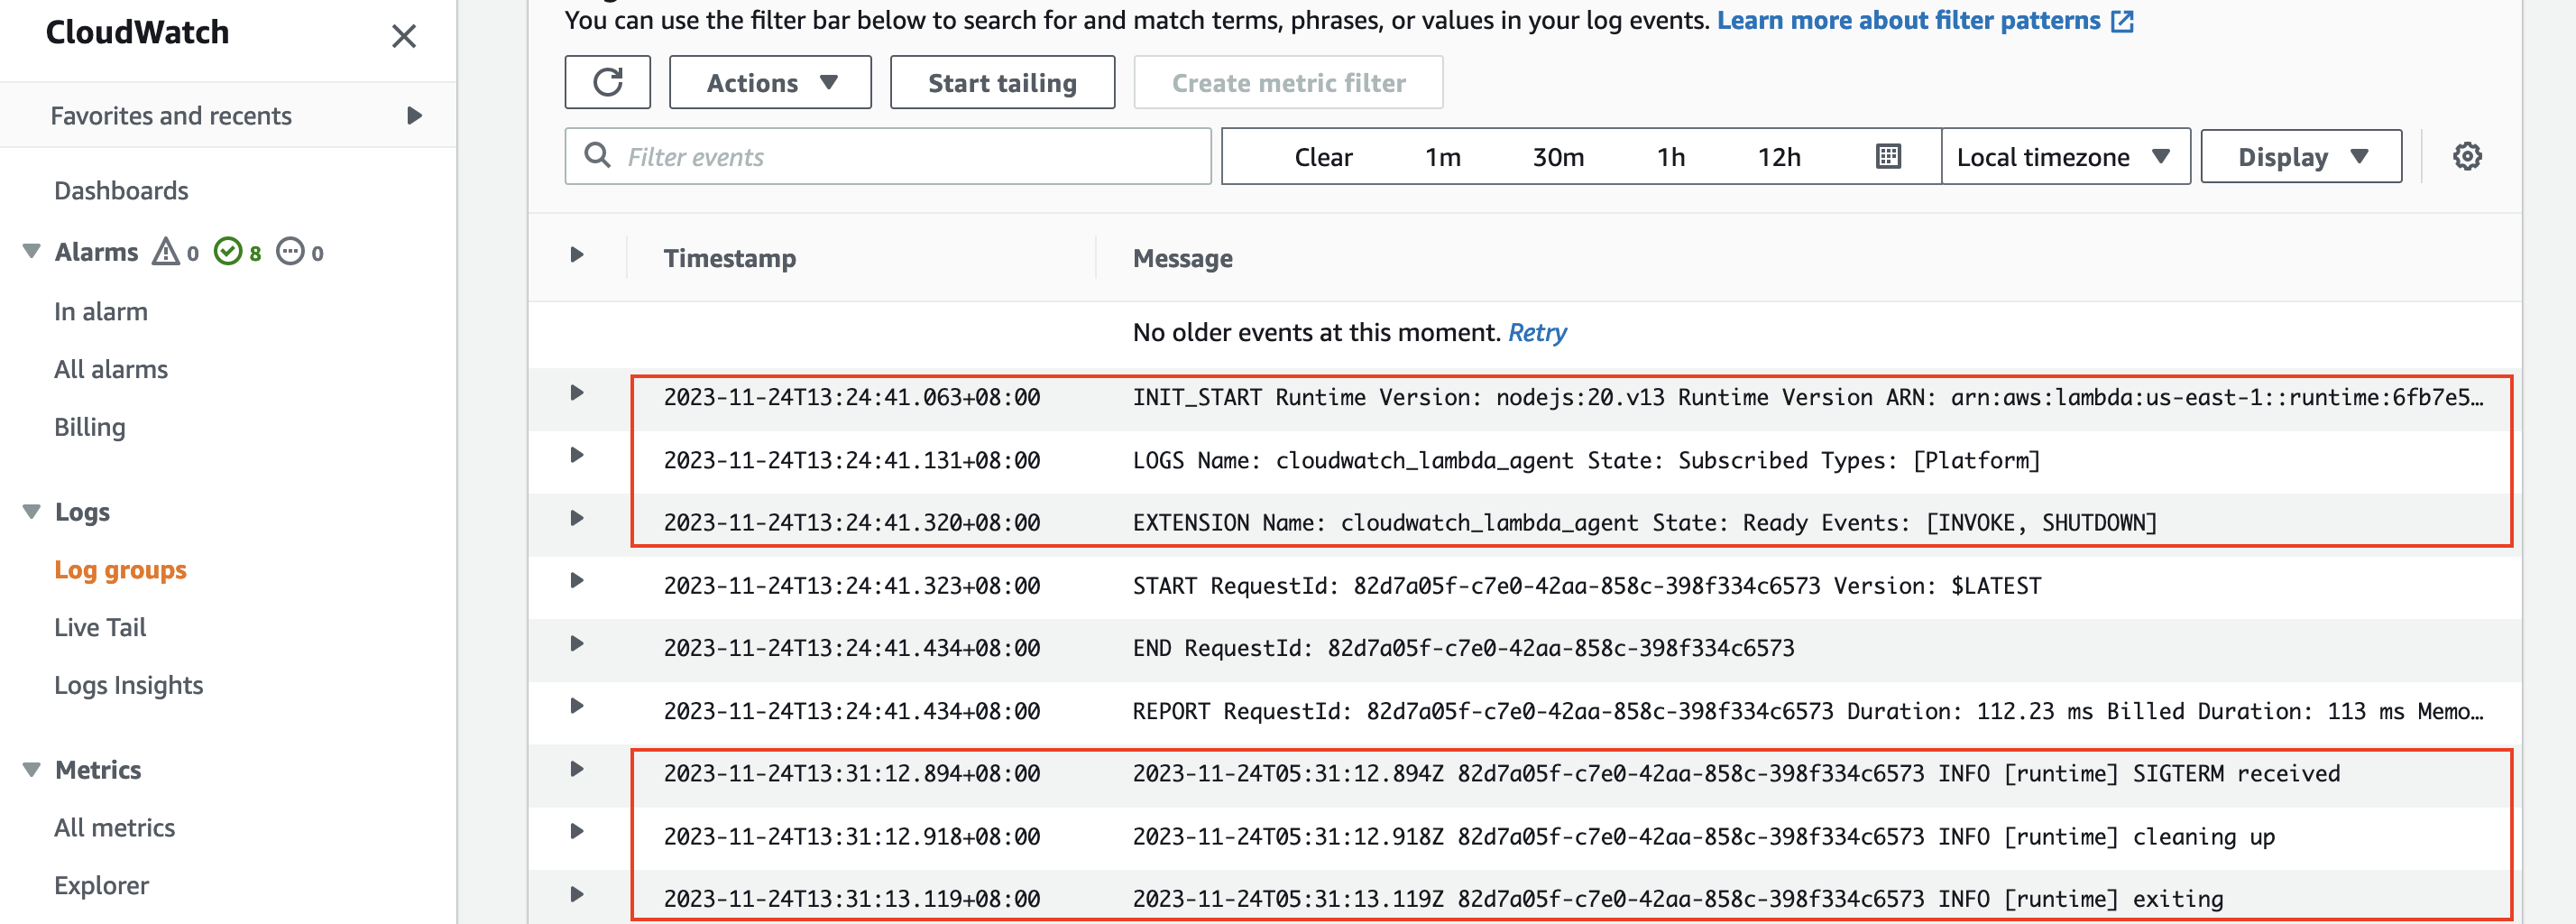 CloudWatch
Favorites and recents
Dashboards
Alarms 0 8 0
In alarm
All alarms
Billing
Logs
Log groups
Live Tail
Logs Insights
Metrics
All metrics
Explorer
You can use the filter bar below to search for and match terms, phrases, or values in your log events. Learn more about filter patterns
Actions Start tailing Create metric filter
Filter events Clear 1m 30m 1h 12h Local timezone Display
Timestamp Message
No older events at this moment. Retry
2023-11-24T13:24:41.063+08:00 INIT_START Runtime Version: nodejs:20.v13 Runtime Version ARN: arn:aws:lambda:us-east-1::runtime:6fb7e5…
2023-11-24T13:24:41.131+08:00 LOGS Name: cloudwatch_lambda_agent State: Subscribed Types: [Platform]
2023-11-24T13:24:41.320+08:00 EXTENSION Name: cloudwatch_lambda_agent State: Ready Events: [INVOKE, SHUTDOWN]
2023-11-24T13:24:41.323+08:00 START RequestId: 82d7a05f-c7e0-42aa-858c-398f334c6573 Version: $LATEST
2023-11-24T13:24:41.434+08:00 END RequestId: 82d7a05f-c7e0-42aa-858c-398f334c6573
2023-11-24T13:24:41.434+08:00 REPORT RequestId: 82d7a05f-c7e0-42aa-858c-398f334c6573 Duration: 112.23 ms Billed Duration: 113 ms Memo…
2023-11-24T13:31:12.894+08:00 2023-11-24T05:31:12.894Z 82d7a05f-c7e0-42aa-858c-398f334c6573 INFO [runtime] SIGTERM received
2023-11-24T13:31:12.918+08:00 2023-11-24T05:31:12.918Z 82d7a05f-c7e0-42aa-858c-398f334c6573 INFO [runtime] cleaning up
2023-11-24T13:31:13.119+08:00 2023-11-24T05:31:13.119Z 82d7a05f-c7e0-42aa-858c-398f334c6573 INFO [runtime] exiting